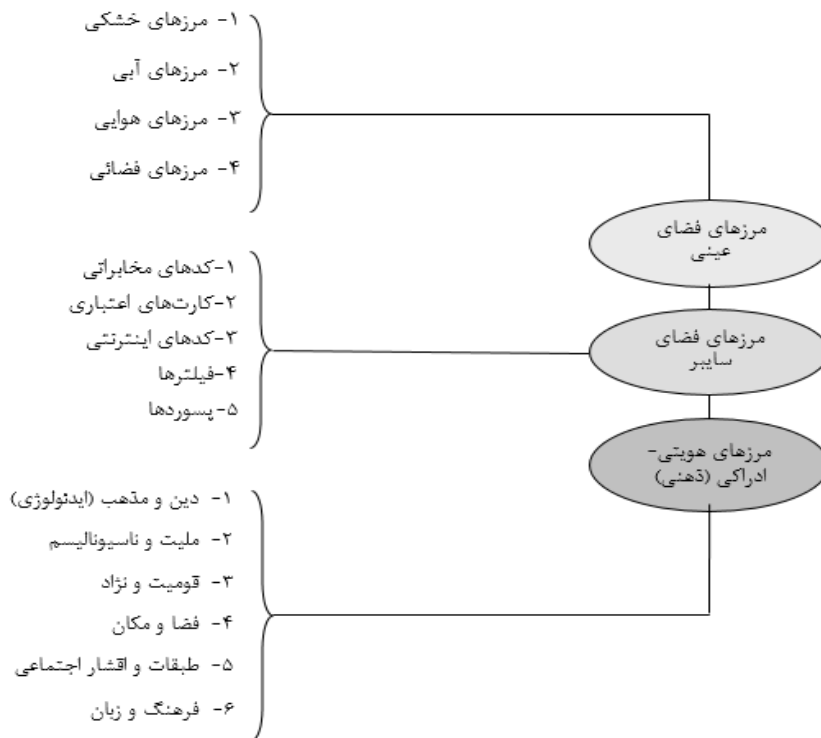 مرزهای فضای
عینی
۱- مرزهای خشکی
۲- مرزهای آبی
۳- مرزهای هوایی
۴- مرزهای فضائی
مرزهای فضای
سایبر
۱-کدهای مخابراتی
۲-کارت‌های اعتباری
۳-کدهای اینترنتی
۴-فیلترها
۵-پسوردها
مرزهای هویتی-
ادراکی (ذهنی)
۱- دین و مذهب (ایدئولوژی)
۲- ملیت و ناسیونالیسم
۳- قومیت و نژاد
۴- فضا و مکان
۵- طبقات و اقشار اجتماعی
۶- فرهنگ و زبان